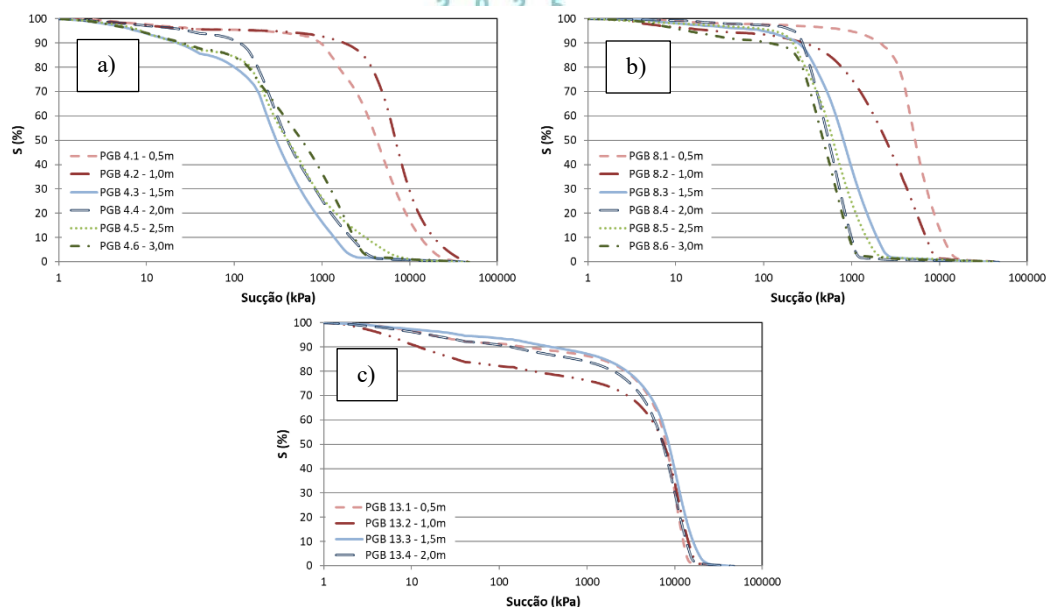 a)
S (%)
100
90
80
70
60
50
40
30
20
10
0
PGB 4.1 - 0,5m
PGB 4.2 - 1,0m
PGB 4.3 - 1,5m
PGB 4.4 - 2,0m
PGB 4.5 - 2,5m
PGB 4.6 - 3,0m
1 10 100 1000 10000 100000
Sucção (kPa)
b)
S (%)
100
90
80
70
60
50
40
30
20
10
0
PGB 8.1 - 0,5m
PGB 8.2 - 1,0m
PGB 8.3 - 1,5m
PGB 8.4 - 2,0m
PGB 8.5 - 2,5m
PGB 8.6 - 3,0m
1 10 100 1000 10000 100000
Sucção (kPa)
c)
S (%)
100
90
80
70
60
50
40
30
20
10
0
PGB 13.1 - 0,5m
PGB 13.2 - 1,0m
PGB 13.3 - 1,5m
PGB 13.4 - 2,0m
1 10 100 1000 10000 100000
Sucção (kPa)